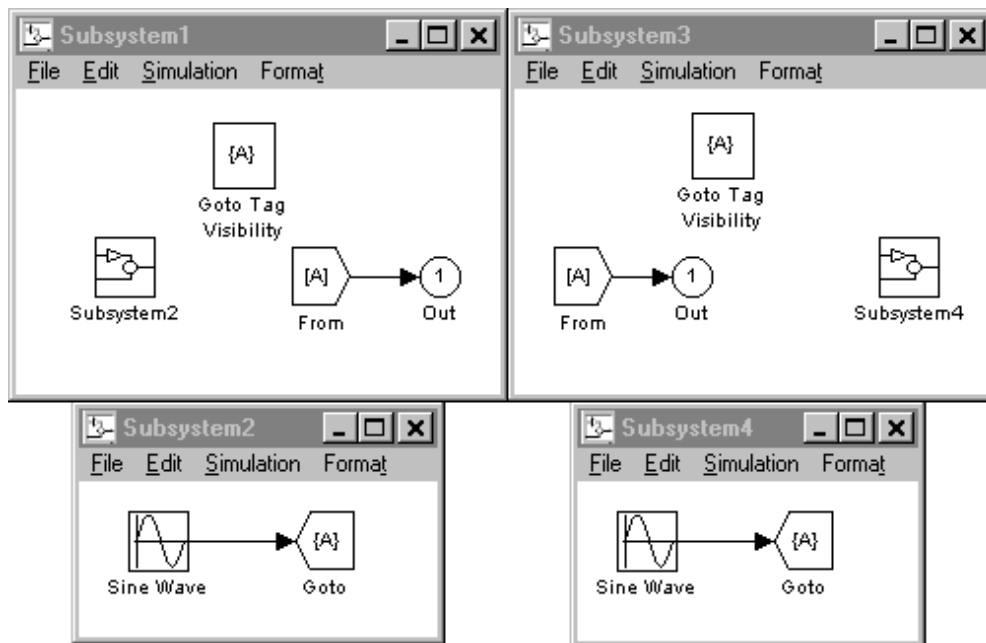 Subsystem1
File Edit Simulation Format
{A}
Goto Tag
Visibility
Subsystem2
[A]
From
1
Out
Subsystem3
File Edit Simulation Format
{A}
Goto Tag
Visibility
[A]
From
1
Out
Subsystem4
Subsystem2
File Edit Simulation Format
Sine Wave
{A}
Goto
Subsystem4
File Edit Simulation Format
Sine Wave
{A}
Goto